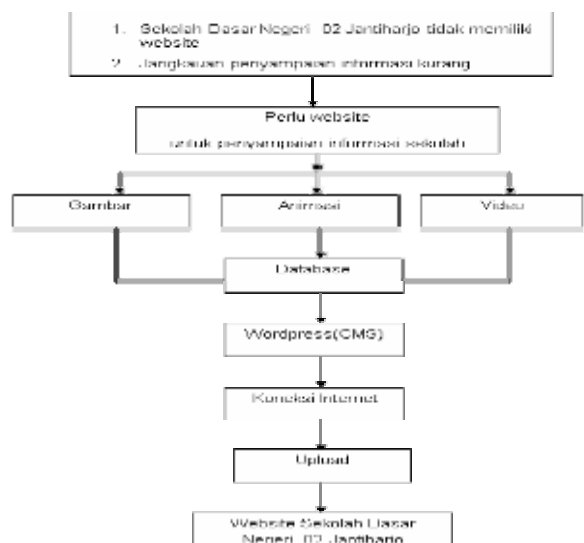 1. Sekolah Dasar Negeri 02 Jantiharjo tidak memiliki
website
2. Jangkauan penyampaian informasi kurang
Perlu website
untuk penyampaian informasi sekolah
Gambar
Animasi
Video
Database
Wordpress(CMS)
Koneksi Internet
Upload
Website Sekolah Dasar
Negeri 02 Jantiharjo